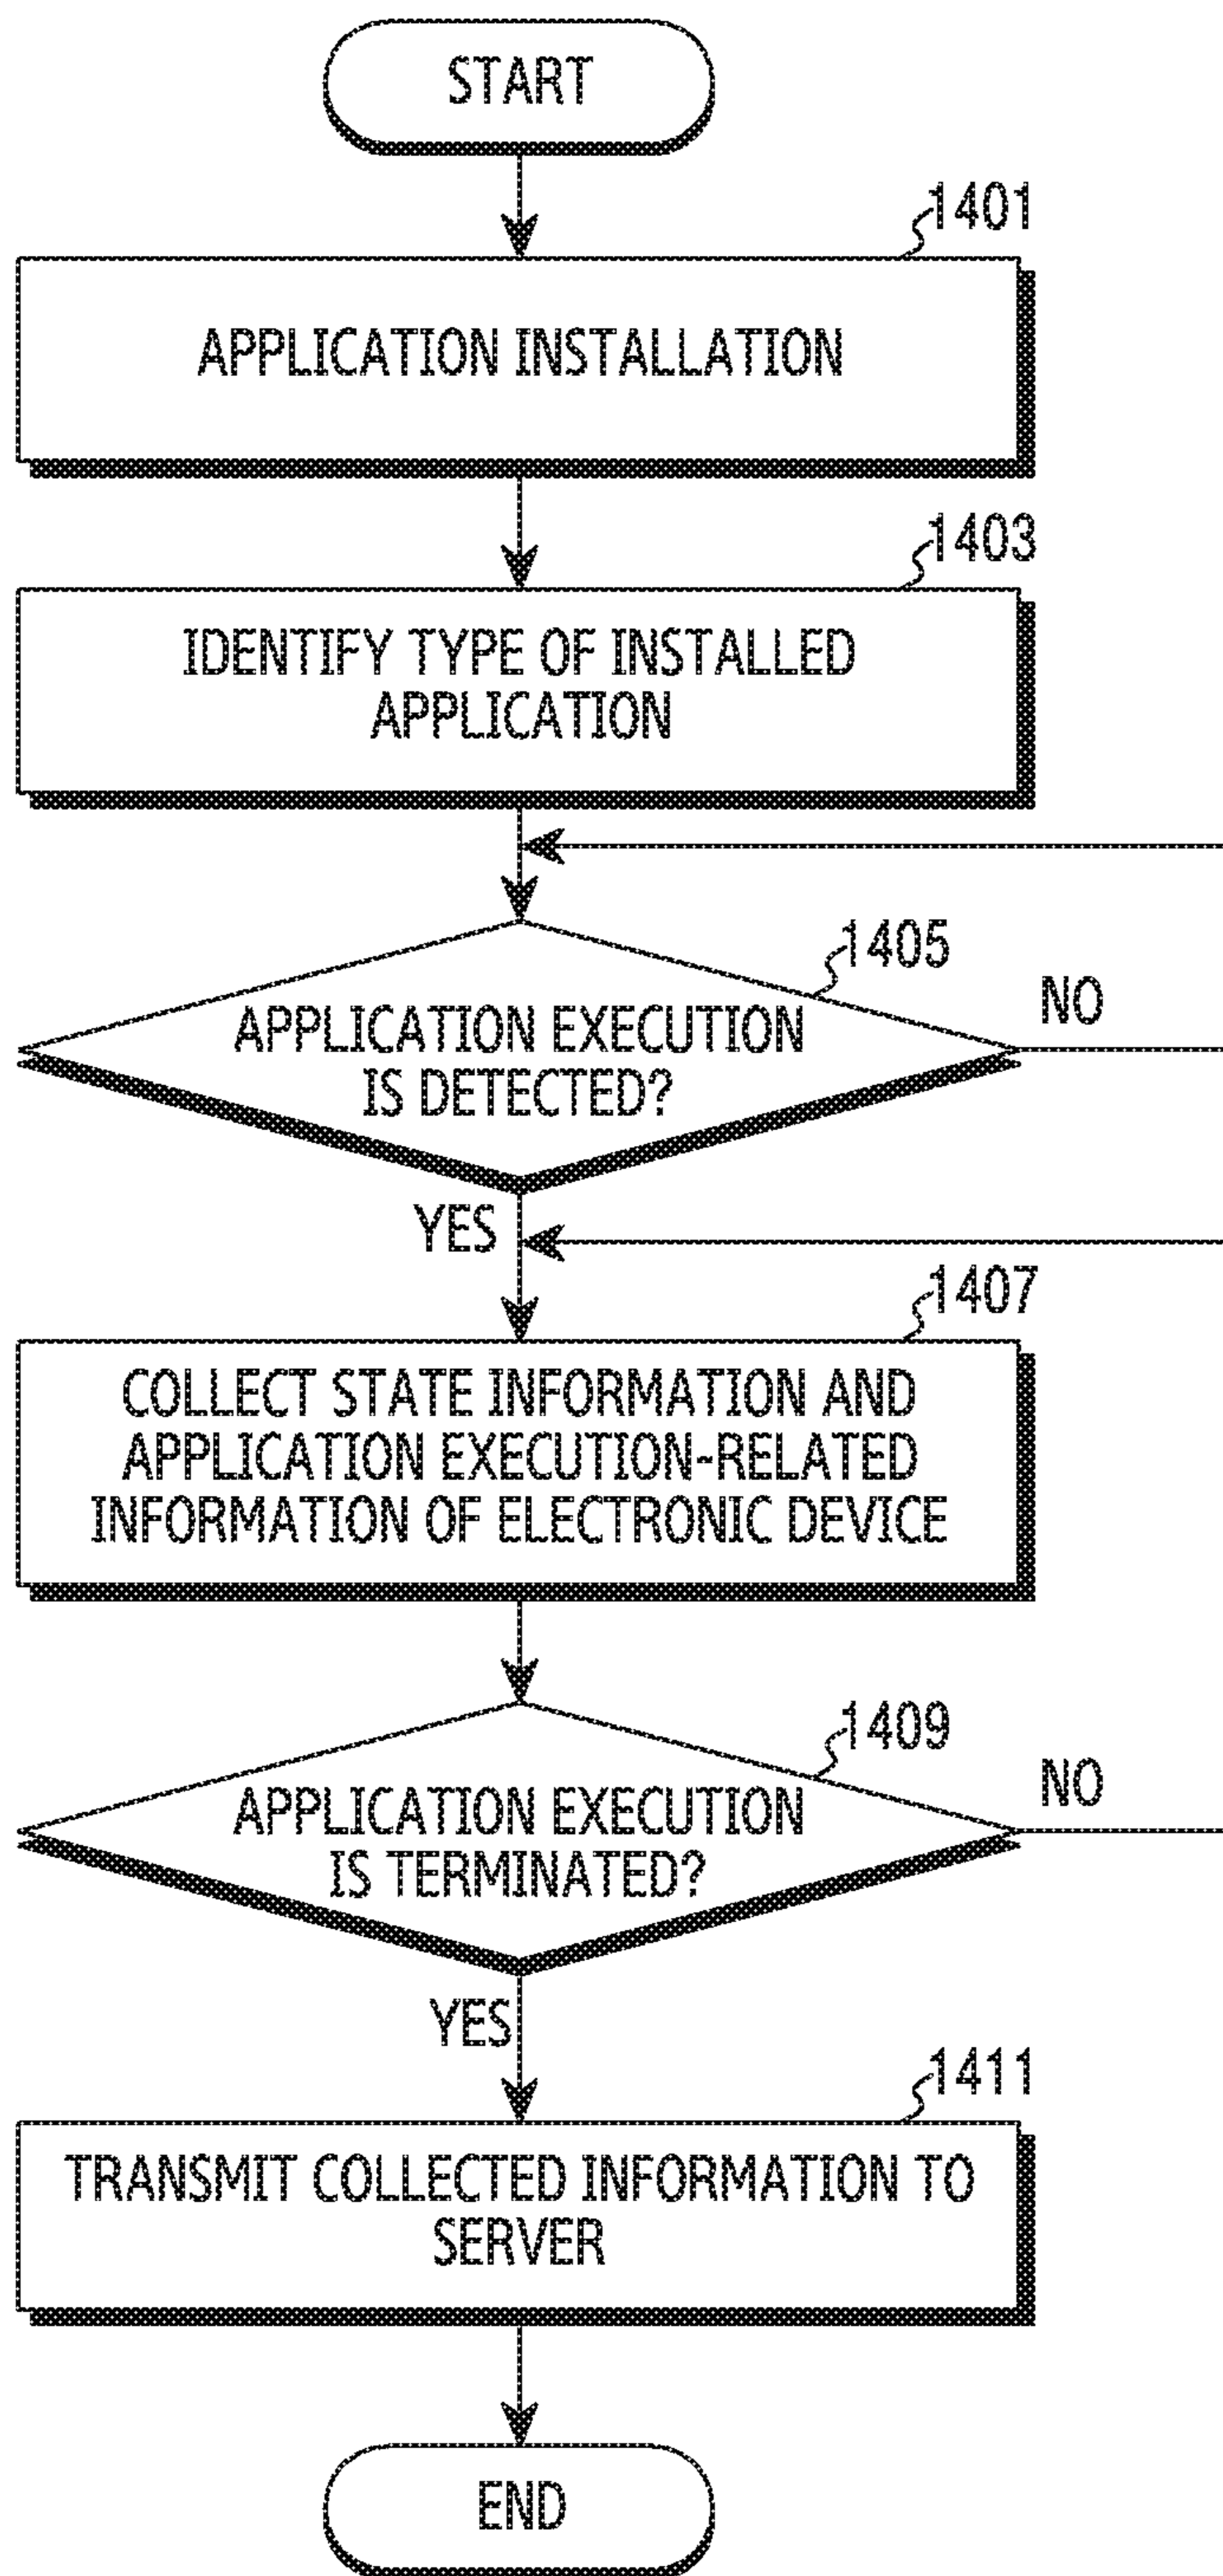 START
1401
APPLICATION INSTALLATION
1403
IDENTIFY TYPE OF INSTALLED
APPLICATION
1405
NO
APPLICATION EXECUTION
IS DETECTED?
YES
1407
COLLECT STATE INFORMATION AND
APPLICATION EXECUTION-RELATED
INFORMATION OF ELECTRONIC DEVICE
1409
NO
APPLICATION EXECUTION
IS TERMINATED?
YES
1411
TRANSMIT COLLECTED INFORMATION TO
SERVER
END